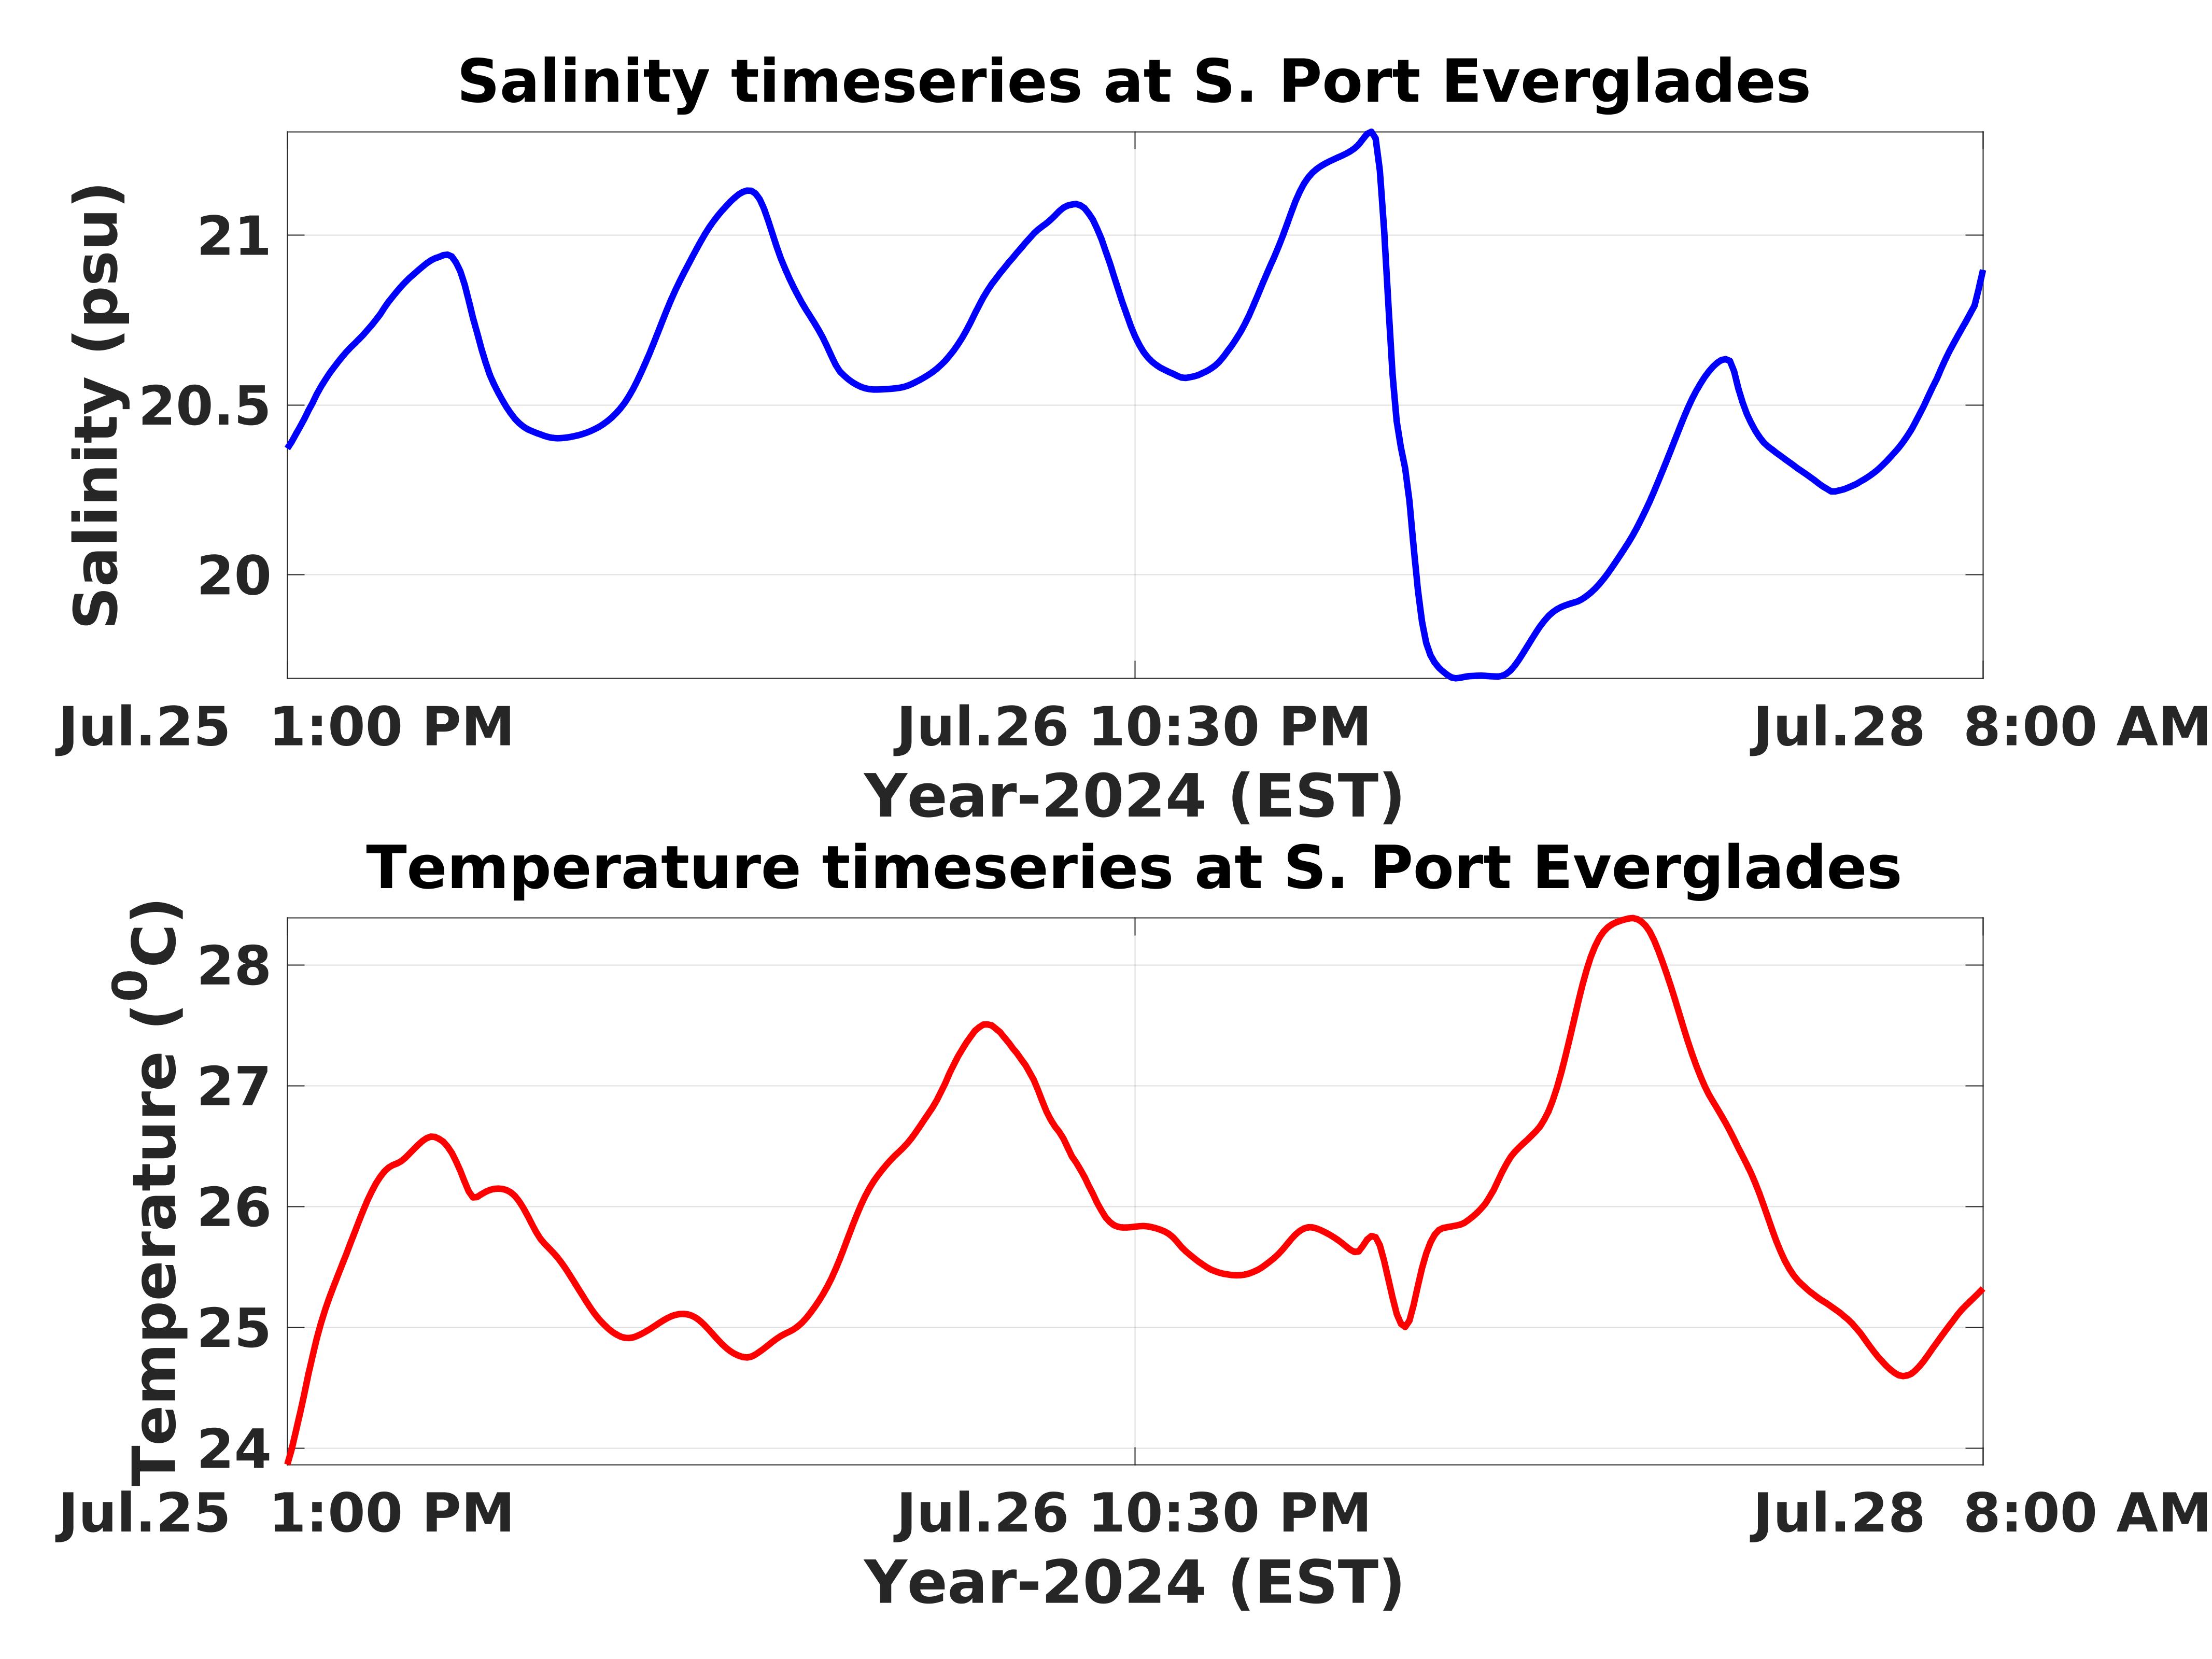 Salinity timeseries at S. Port Everglades
Salinity (psu)
21
20.5
20
Jul.25  1:00 PM
Jul.26 10:30 PM
Jul.28  8:00 AM
Year-2024 (EST)
Temperature timeseries at S. Port Everglades
Temperature (⁰C)
28
27
26
25
24
Jul.25  1:00 PM
Jul.26 10:30 PM
Jul.28  8:00 AM
Year-2024 (EST)